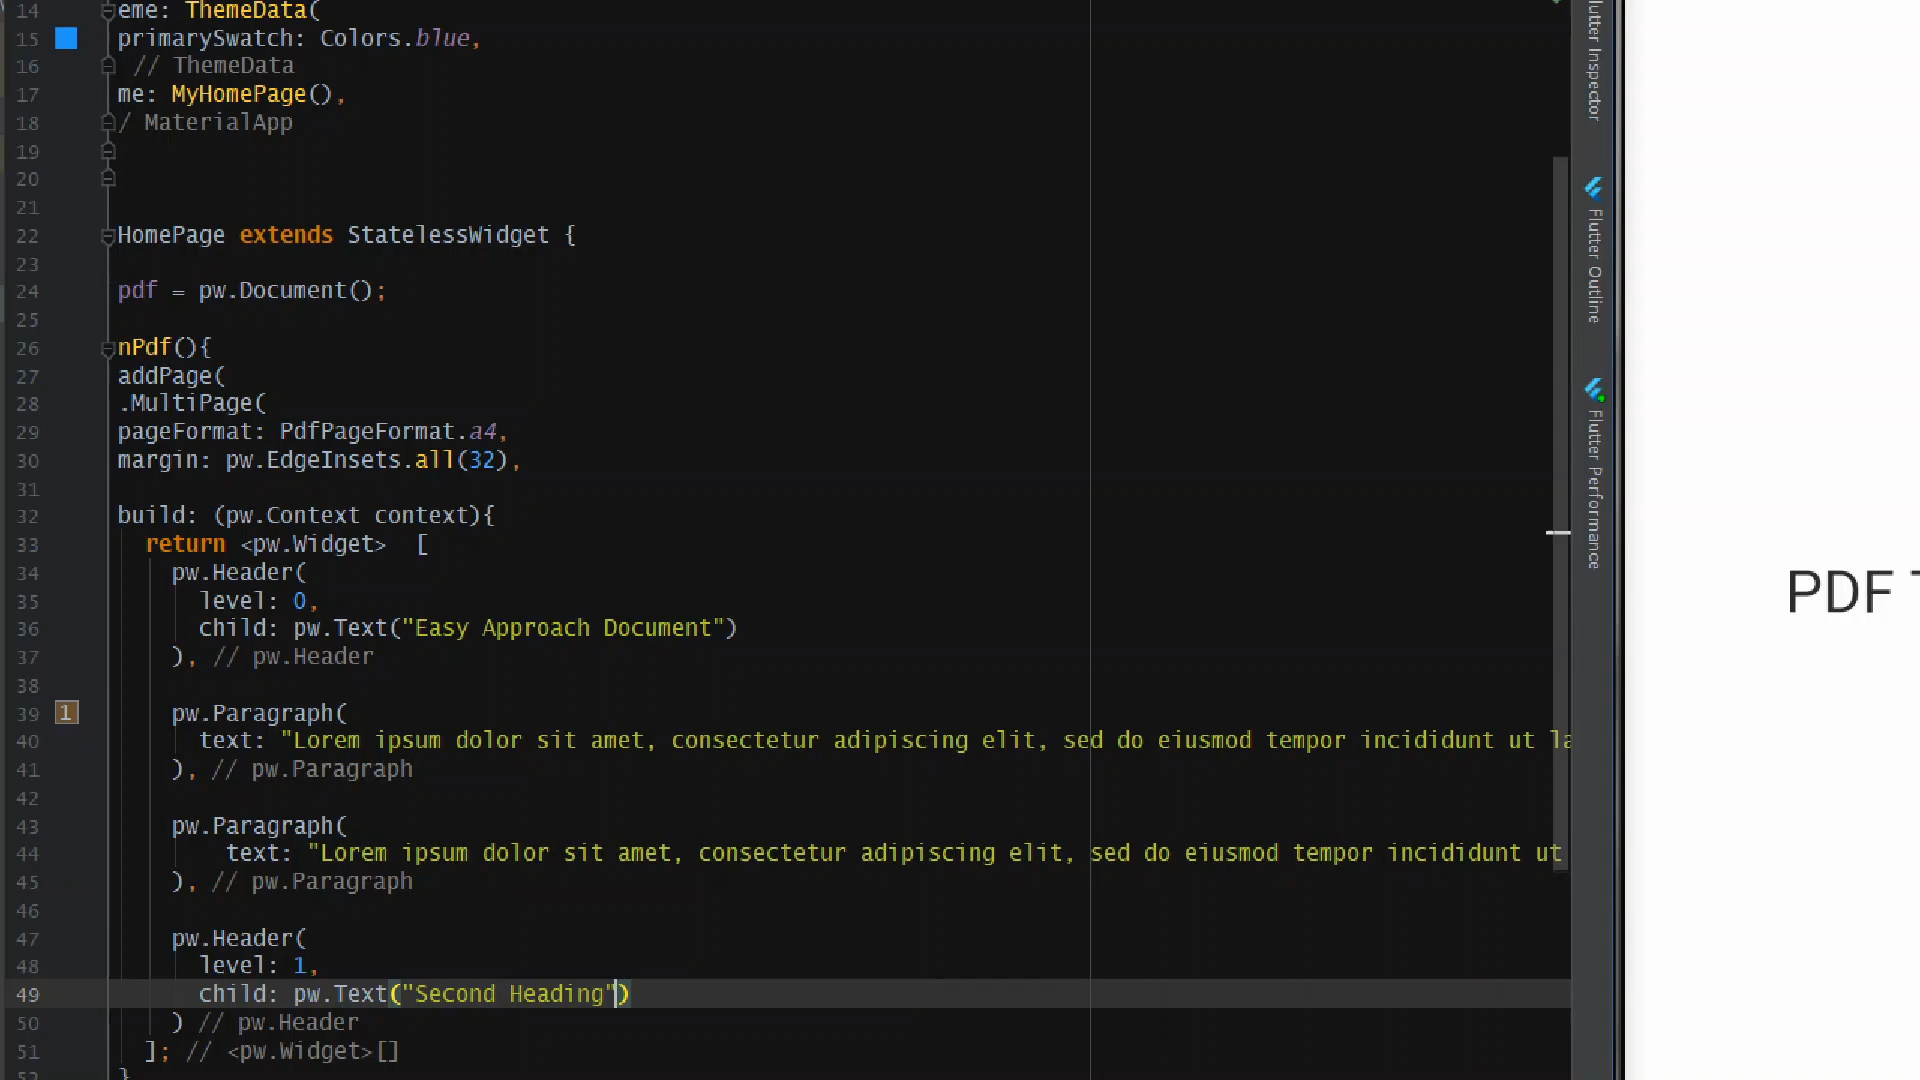 14 eme: ThemeData(
15 primarySwatch: Colors.blue,
16 // ThemeData
17 me: MyHomePage(),
18 / MaterialApp
19
20
21
22 HomePage extends StatelessWidget {
23
24 pdf = pw.Document();
25
26 nPdf(){
27 addPage(
28 .MultiPage(
29 pageFormat: PdfPageFormat.a4,
30 margin: pw.EdgeInsets.all(32),
31
32 build: (pw.Context context){
33 return <pw.Widget>  [
34 pw.Header(
35 level: 0,
36 child: pw.Text("Easy Approach Document")
37 ), // pw.Header
38
39 1 pw.Paragraph(
40 text: "Lorem ipsum dolor sit amet, consectetur adipiscing elit, sed do eiusmod tempor incididunt ut la
41 ), // pw.Paragraph
42
43 pw.Paragraph(
44 text: "Lorem ipsum dolor sit amet, consectetur adipiscing elit, sed do eiusmod tempor incididunt ut
45 ), // pw.Paragraph
46
47 pw.Header(
48 level: 1,
49 child: pw.Text("Second Heading")
50 ) // pw.Header
51 ]; // <pw.Widget>[]
52 }
lutter Inspector
Flutter Outline
Flutter Performance
PDF T